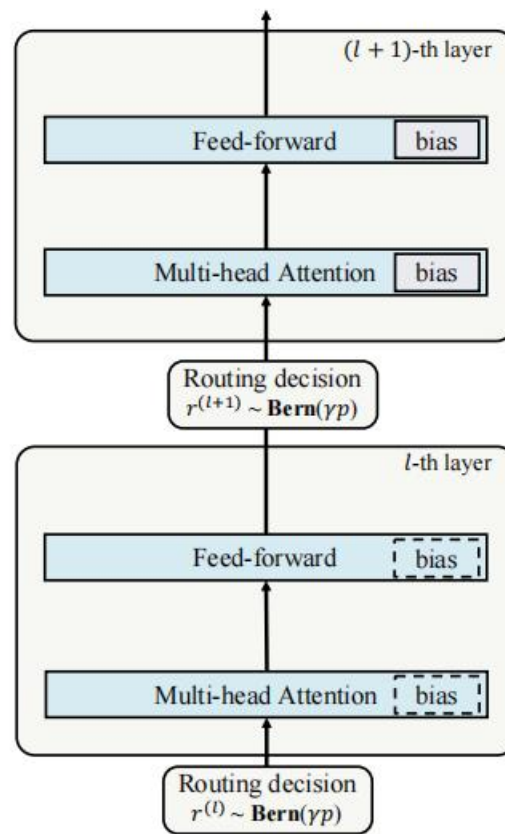 (l + 1)-th layer
Feed-forward bias
Multi-head Attention bias
Routing decision
r^{(l+1)} ~ Bern(γp)
l-th layer
Feed-forward bias
Multi-head Attention bias
Routing decision
r^{(l)} ~ Bern(γp)